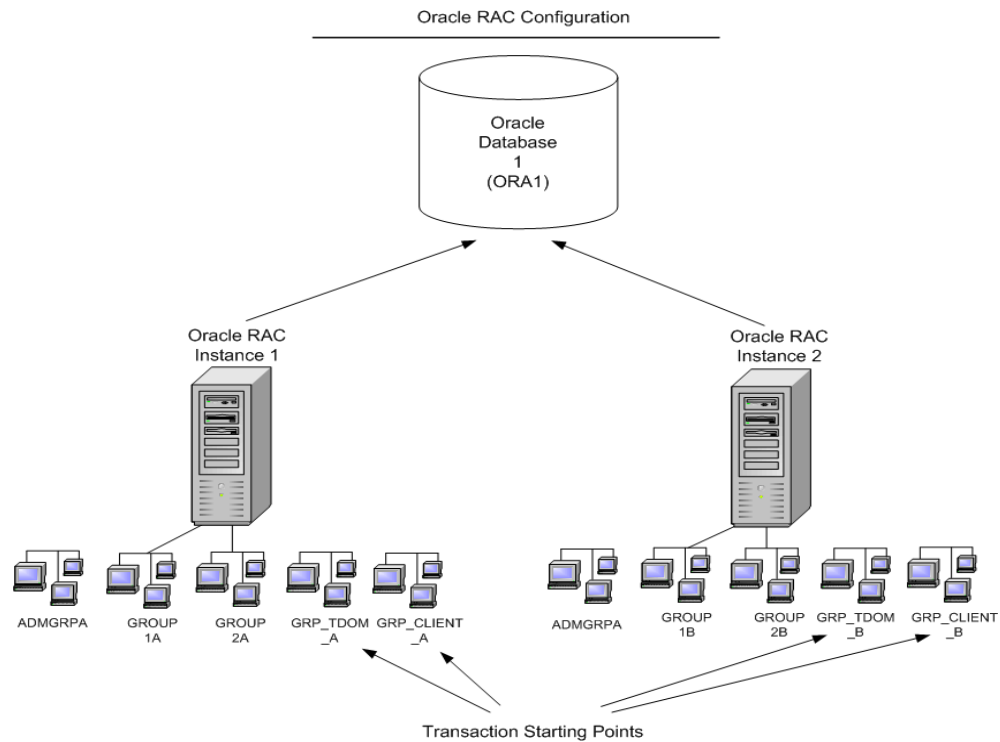 Oracle RAC Configuration
Oracle
Database
1
(ORA1)
Oracle RAC
Instance 1
Oracle RAC
Instance 2
ADMGRPA
GROUP
1A
GROUP
2A
GRP_TDOM
_A
GRP_CLIENT
_A
ADMGRPA
GROUP
1B
GROUP
2B
GRP_TDOM
_B
GRP_CLIENT
_B
Transaction Starting Points